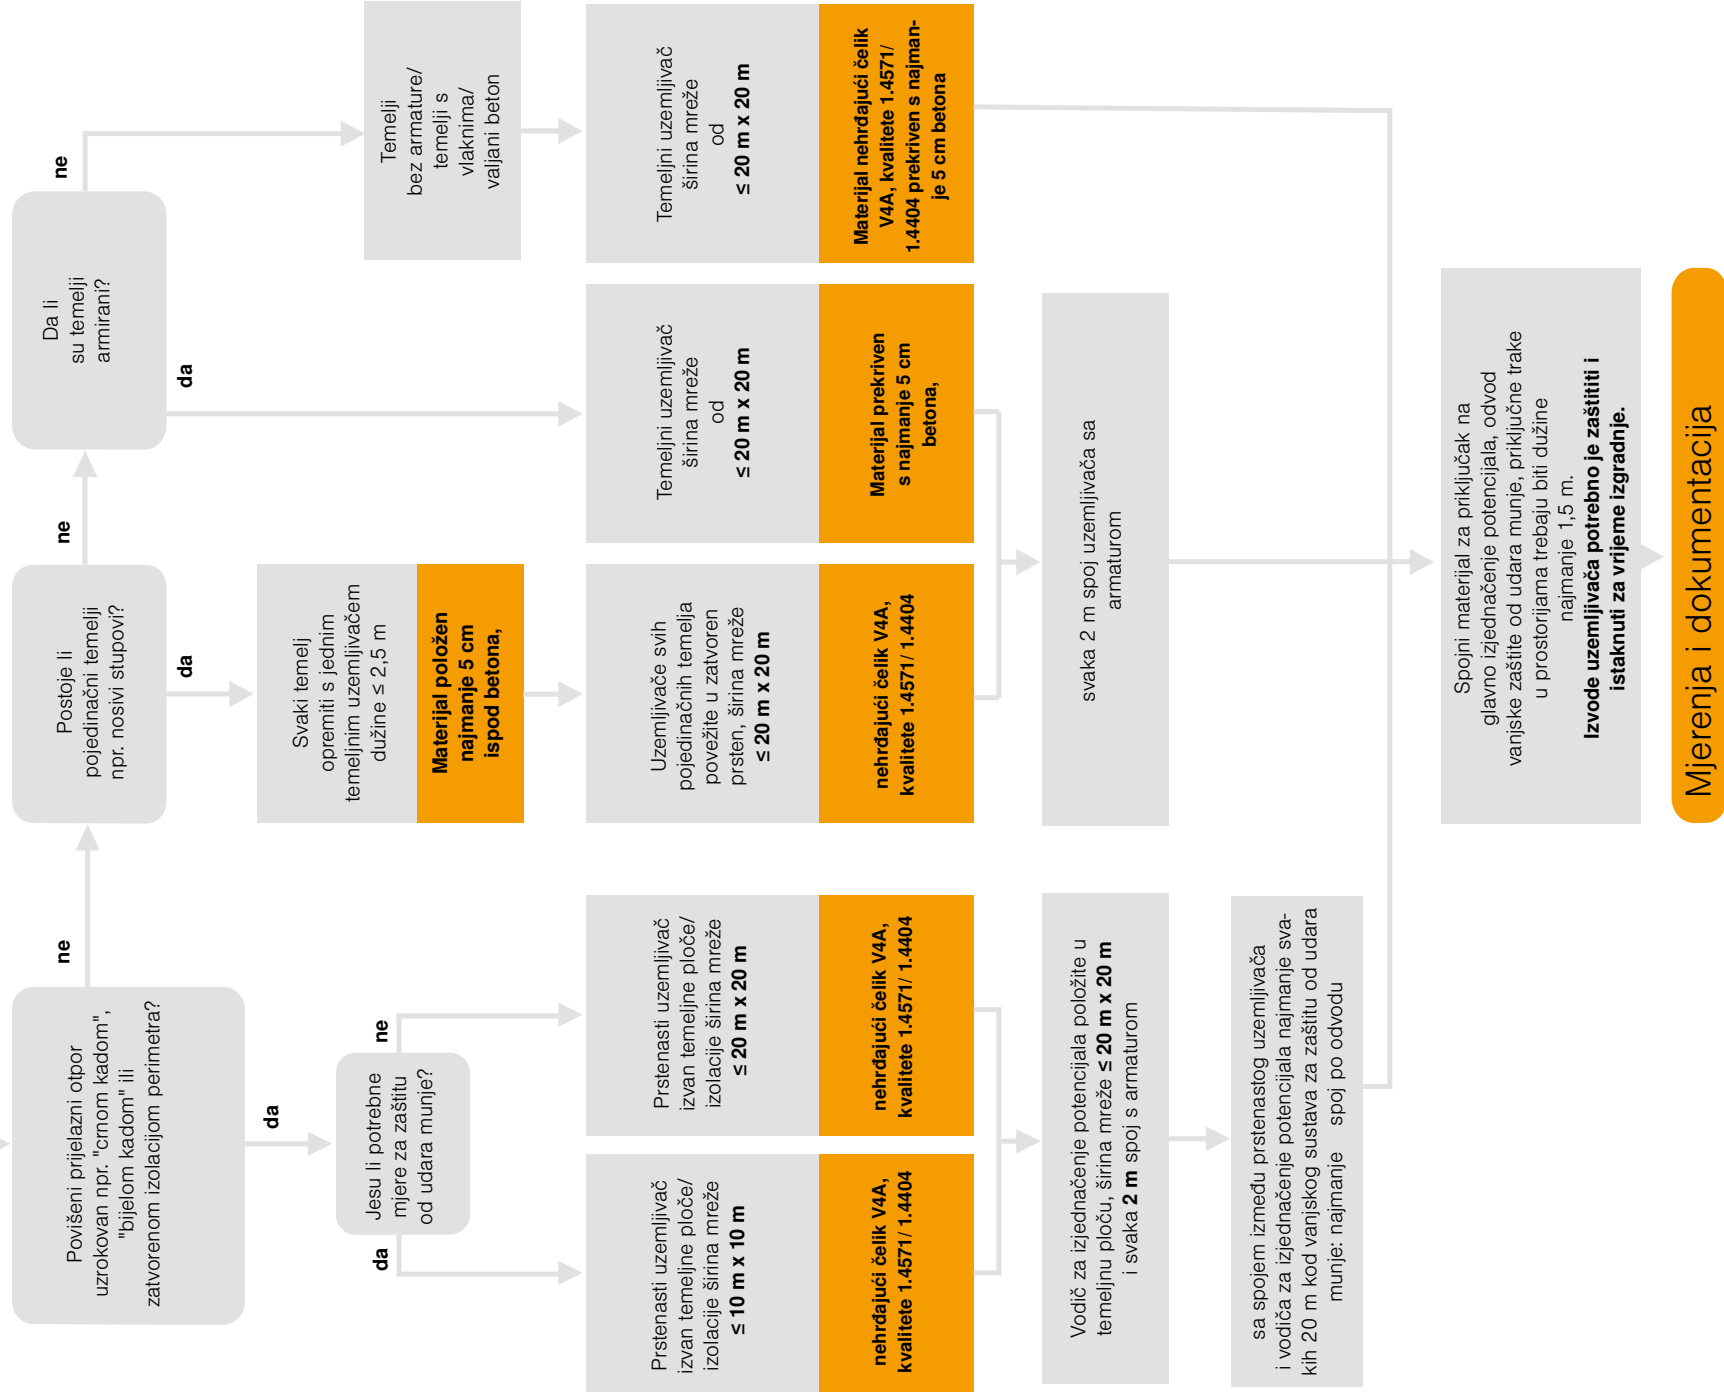 Povišeni prijelazni otpor
uzrokovan npr. "crnom kadom",
"bijelom kadom" ili
zatvorenom izolacijom perimetra?
ne
da
Postoje li
pojedinačni temelji
npr. nosivi stupovi?
ne
da
Da li
su temelji
armirani?
ne
da
Jesu li potrebne
mjere za zaštitu
od udara munje?
da
ne
Svaki temelj
opremiti s jednim
temeljnim uzemljivačem
dužine ≤ 2,5 m
Materijal položen
najmanje 5 cm
ispod betona,
Temelji
bez armature/
temelji s
vlaknima/
valjani beton
Prstenasti uzemljivač
izvan temeljne ploče/
izolacije širina mreže
≤ 10 m x 10 m
nehrđajući čelik V4A,
kvalitete 1.4571/ 1.4404
Prstenasti uzemljivač
izvan temeljne ploče/
izolacije širina mreže
≤ 20 m x 20 m
nehrđajući čelik V4A,
kvalitete 1.4571/ 1.4404
Uzemljivače svih
pojedinačnih temelja
povežite u zatvoren
prsten, širina mreže
≤ 20 m x 20 m
nehrđajući čelik V4A,
kvalitete 1.4571/ 1.4404
Temeljni uzemljivač
širina mreže
od
≤ 20 m x 20 m
Materijal prekriven
s najmanje 5 cm
betona,
Temeljni uzemljivač
širina mreže
od
≤ 20 m x 20 m
Materijal nehrđajući čelik
V4A, kvalitete 1.4571/
1.4404 prekriven s najman-
je 5 cm betona
Vodič za izjednačenje potencijala položite u
temeljnu ploču, širina mreže ≤ 20 m x 20 m
i svaka 2 m spoj s armaturom
svaka 2 m spoj uzemljivača sa
armaturom
sa spojem između prstenastog uzemljivača
i vodiča za izjednačenje potencijala najmanje sva-
kih 20 m kod vanjskog sustava za zaštitu od udara
munje: najmanje spoj po odvodu
Spojni materijal za priključak na
glavno izjednačenje potencijala, odvod
vanjske zaštite od udara munje, priključne trake
u prostorijama trebaju biti dužine
najmanje 1,5 m.
Izvode uzemljivača potrebno je zaštititi i
istaknuti za vrijeme izgradnje.
Mjerenja i dokumentacija